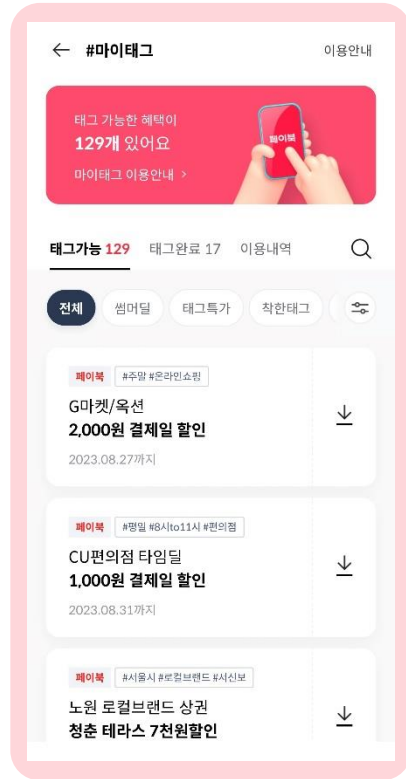 ← #마이태그 이용안내
태그 가능한 혜택이
129개 있어요
마이태그 이용안내 >
페이북
태그가능 129 태그완료 17 이용내역
전체 썸머딜 태그특가 착한태그
페이북 #주말 #온라인쇼핑
G마켓/옥션
2,000원 결제일 할인
2023.08.27까지
페이북 #평일 #8시to11시 #편의점
CU편의점 타임딜
1,000원 결제일 할인
2023.08.31까지
페이북 #서울시 #로컬브랜드 #서신보
노원 로컬브랜드 상권
청춘 테라스 7천원할인